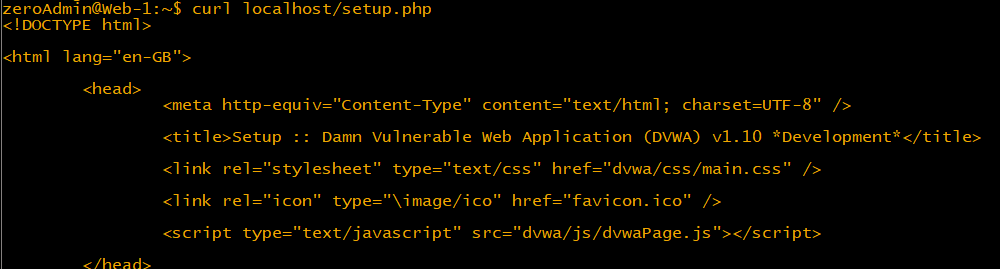 zeroAdmin@Web-1:~$ curl localhost/setup.php
<!DOCTYPE html>
<html lang="en-GB">
<head>
<meta http-equiv="Content-Type" content="text/html; charset=UTF-8" />
<title>Setup :: Damn Vulnerable Web Application (DVWA) v1.10 *Development*</title>
<link rel="stylesheet" type="text/css" href="dvwa/css/main.css" />
<link rel="icon" type="\image/ico" href="favicon.ico" />
<script type="text/javascript" src="dvwa/js/dvwaPage.js"></script>
</head>